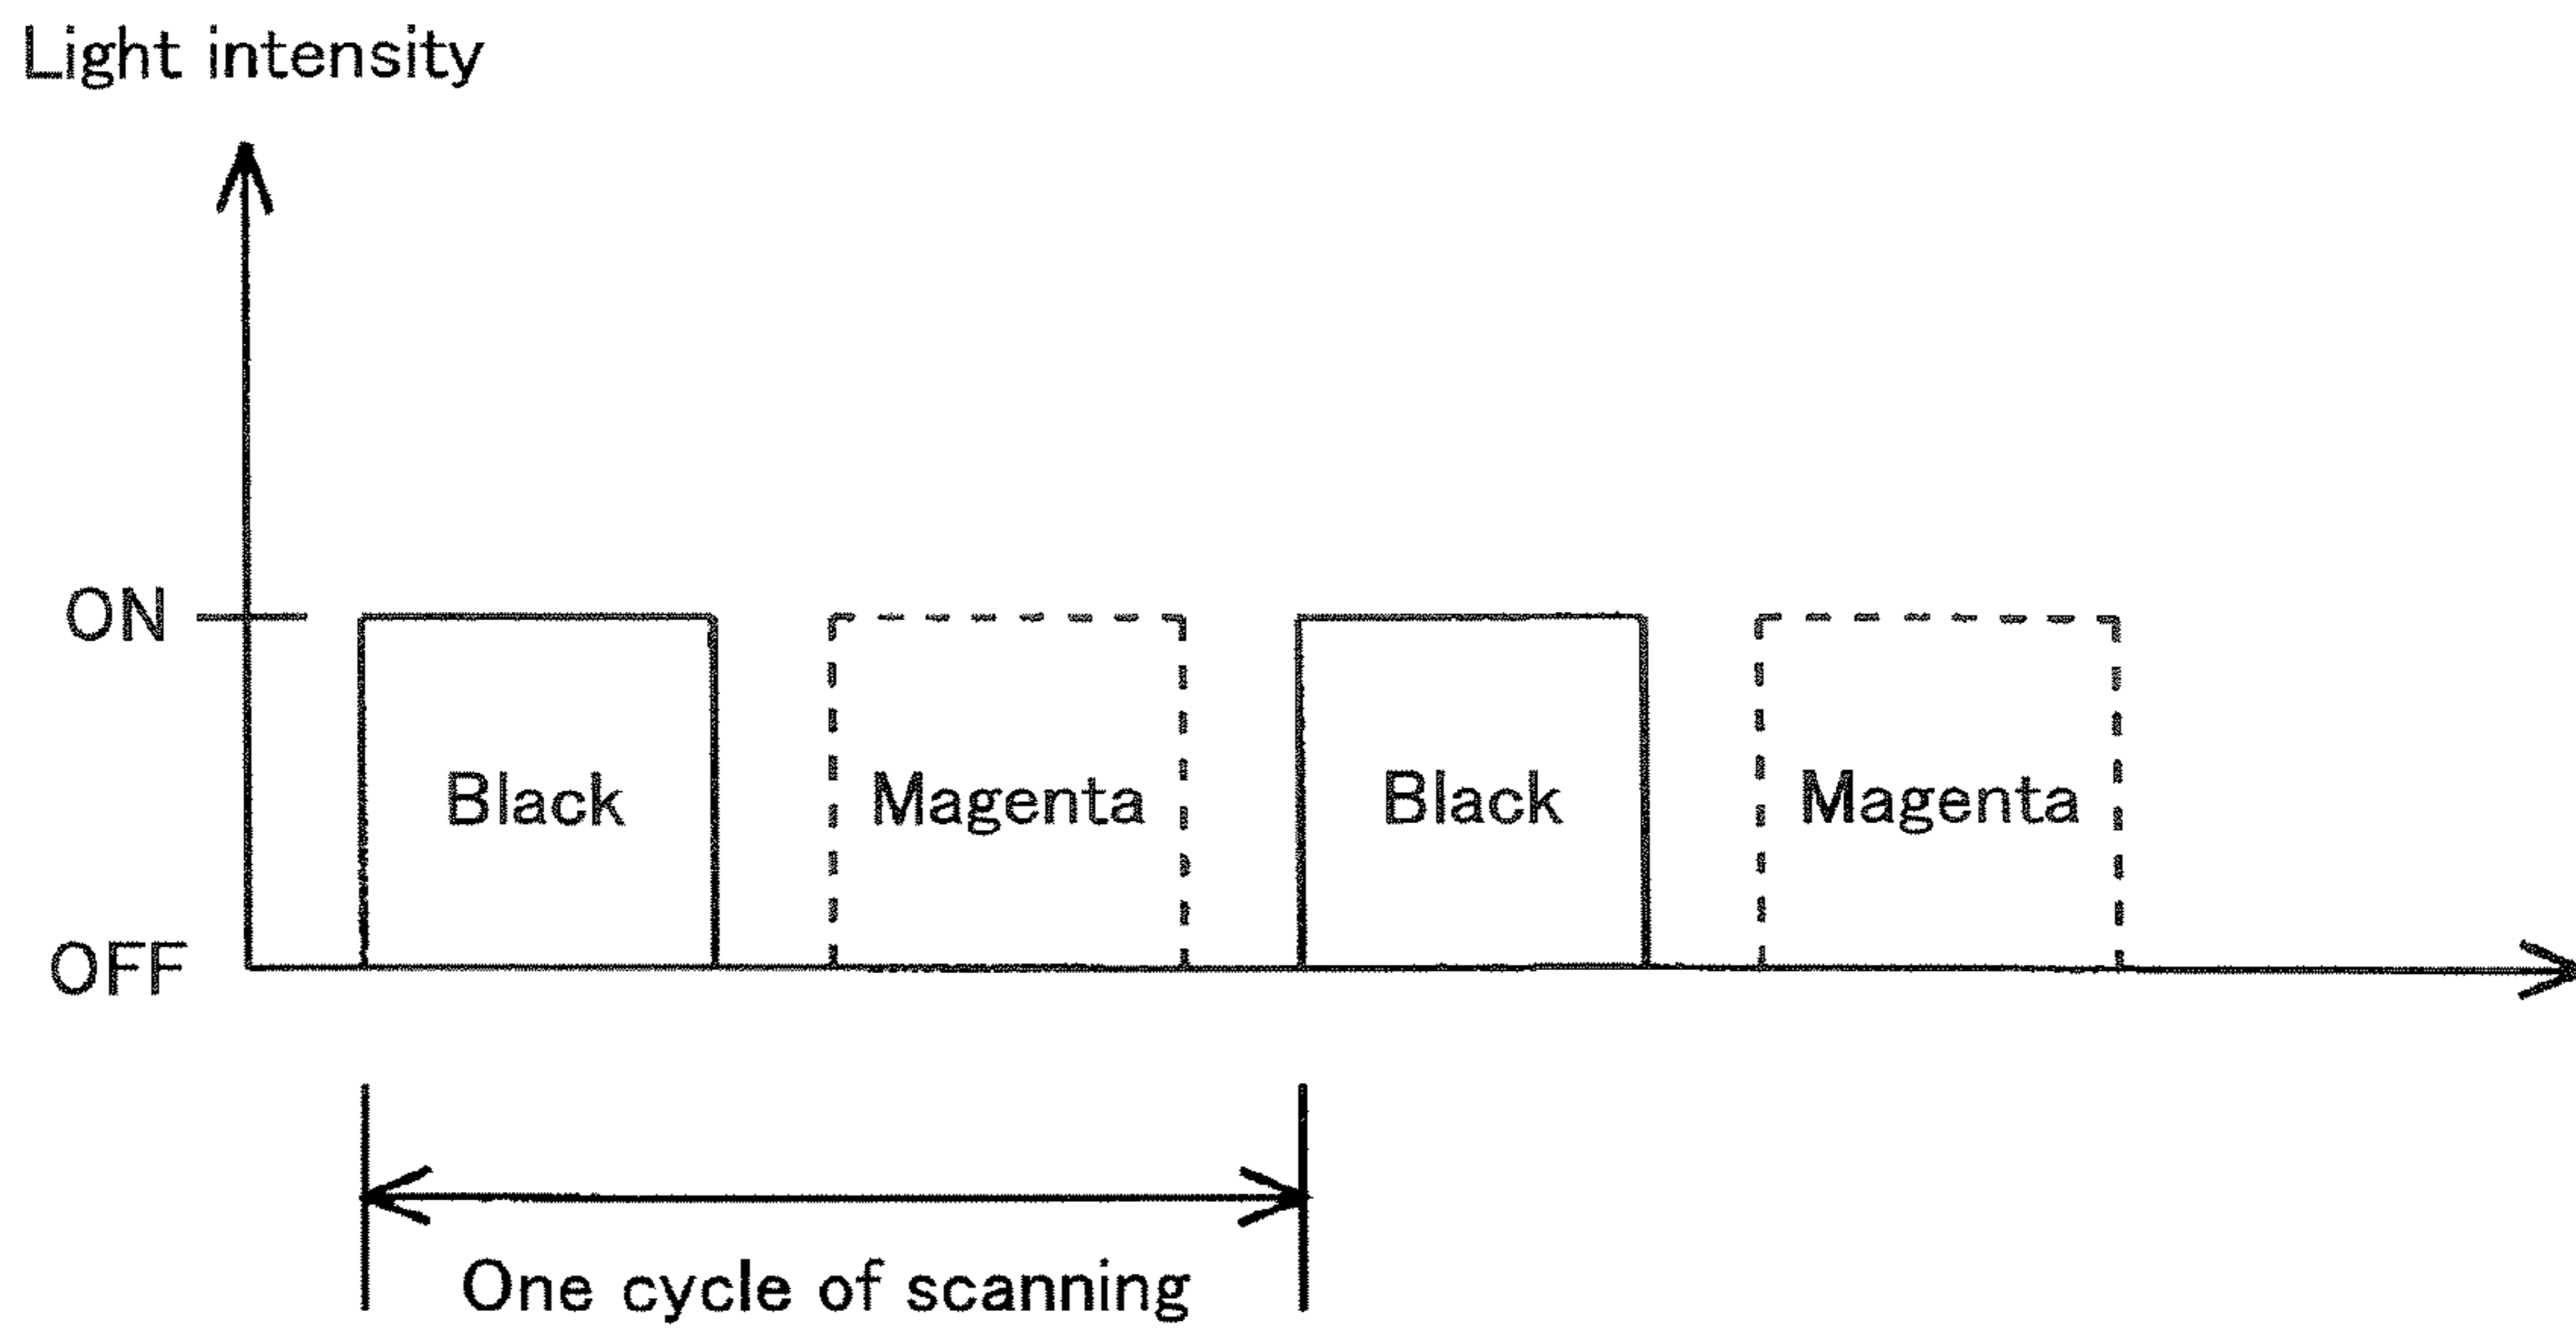 Light intensity
ON
Black Magenta Black Magenta
OFF
One cycle of scanning